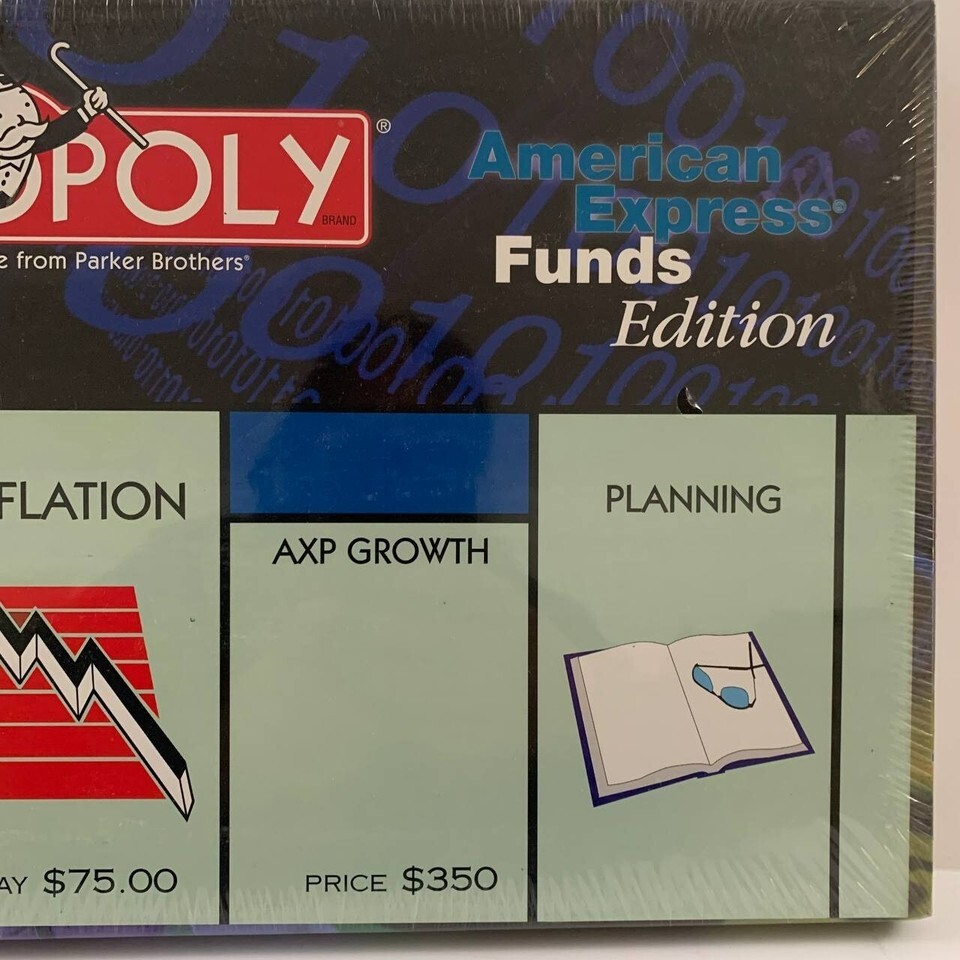 OPOLY®
BRAND
e from Parker Brothers®
American
Express®
Funds
Edition
FLATION
AY $75.00
AXP GROWTH
PRICE $350
PLANNING